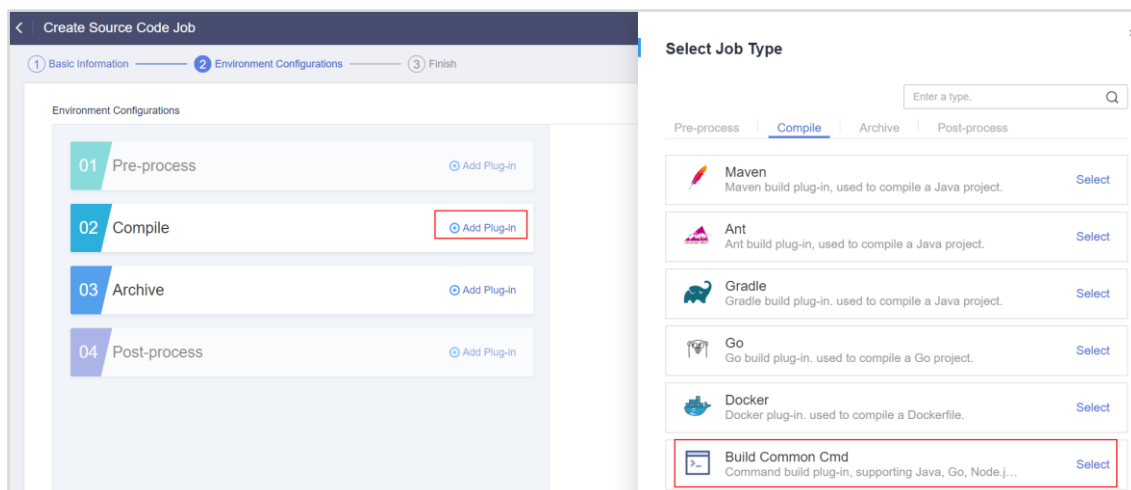 Create Source Code Job
1 Basic Information
2 Environment Configurations
3 Finish
Environment Configurations
01 Pre-process Add Plug-in
02 Compile Add Plug-in
03 Archive Add Plug-in
04 Post-process Add Plug-in
Select Job Type
Enter a type.
Pre-process Compile Archive Post-process
Maven
Maven build plug-in, used to compile a Java project.
Select
Ant
Ant build plug-in, used to compile a Java project.
Select
Gradle
Gradle build plug-in. used to compile a Java project.
Select
Go
Go build plug-in. used to compile a Go project.
Select
Docker
Docker plug-in. used to compile a Dockerfile.
Select
Build Common Cmd
Command build plug-in, supporting Java, Go, Node.j...
Select